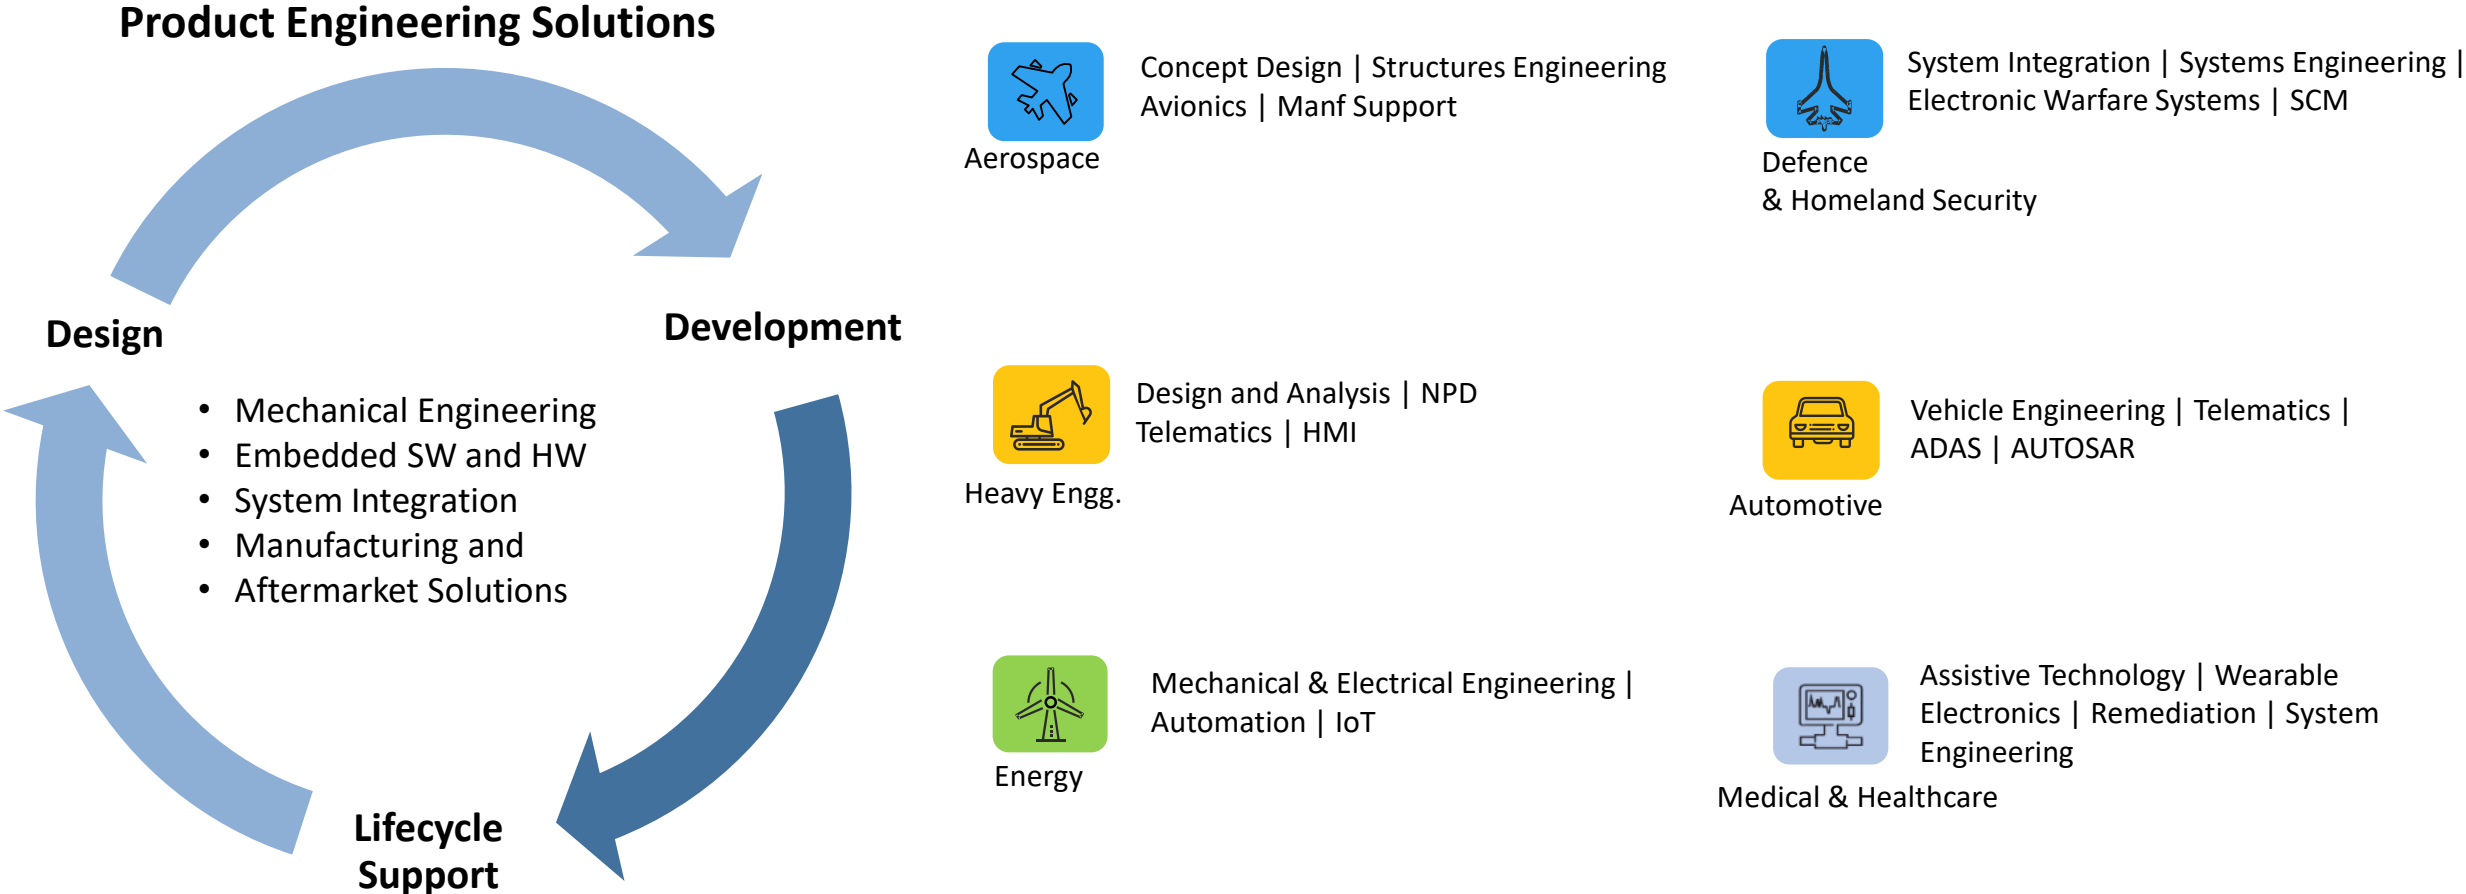 Product Engineering Solutions
Design
Development
• Mechanical Engineering
• Embedded SW and HW
• System Integration
• Manufacturing and
• Aftermarket Solutions
Lifecycle
Support
Concept Design | Structures Engineering
Avionics | Manf Support
Aerospace
System Integration | Systems Engineering |
Electronic Warfare Systems | SCM
Defence
& Homeland Security
Design and Analysis | NPD
Telematics | HMI
Heavy Engg.
Vehicle Engineering | Telematics |
ADAS | AUTOSAR
Automotive
Mechanical & Electrical Engineering |
Automation | IoT
Energy
Assistive Technology | Wearable
Electronics | Remediation | System
Engineering
Medical & Healthcare